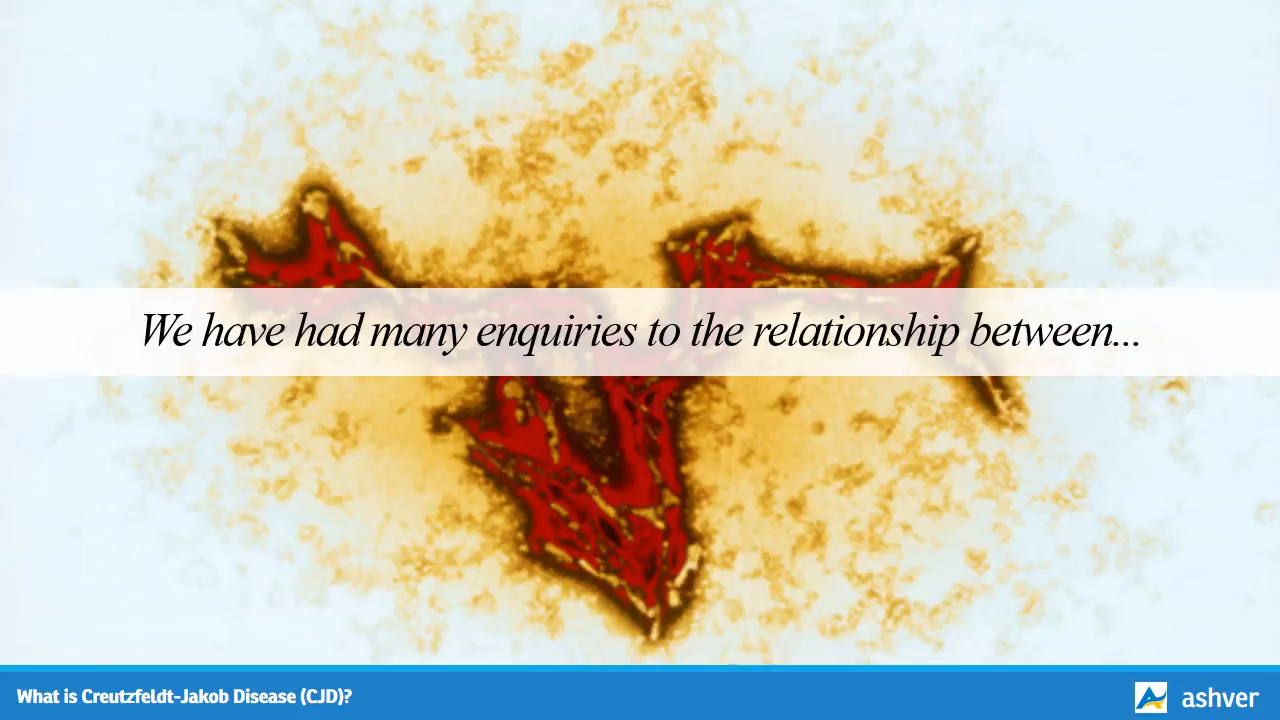 We have had many enquiries to the relationship between...
What is Creutzfeldt-Jakob Disease (CJD)?
ashver